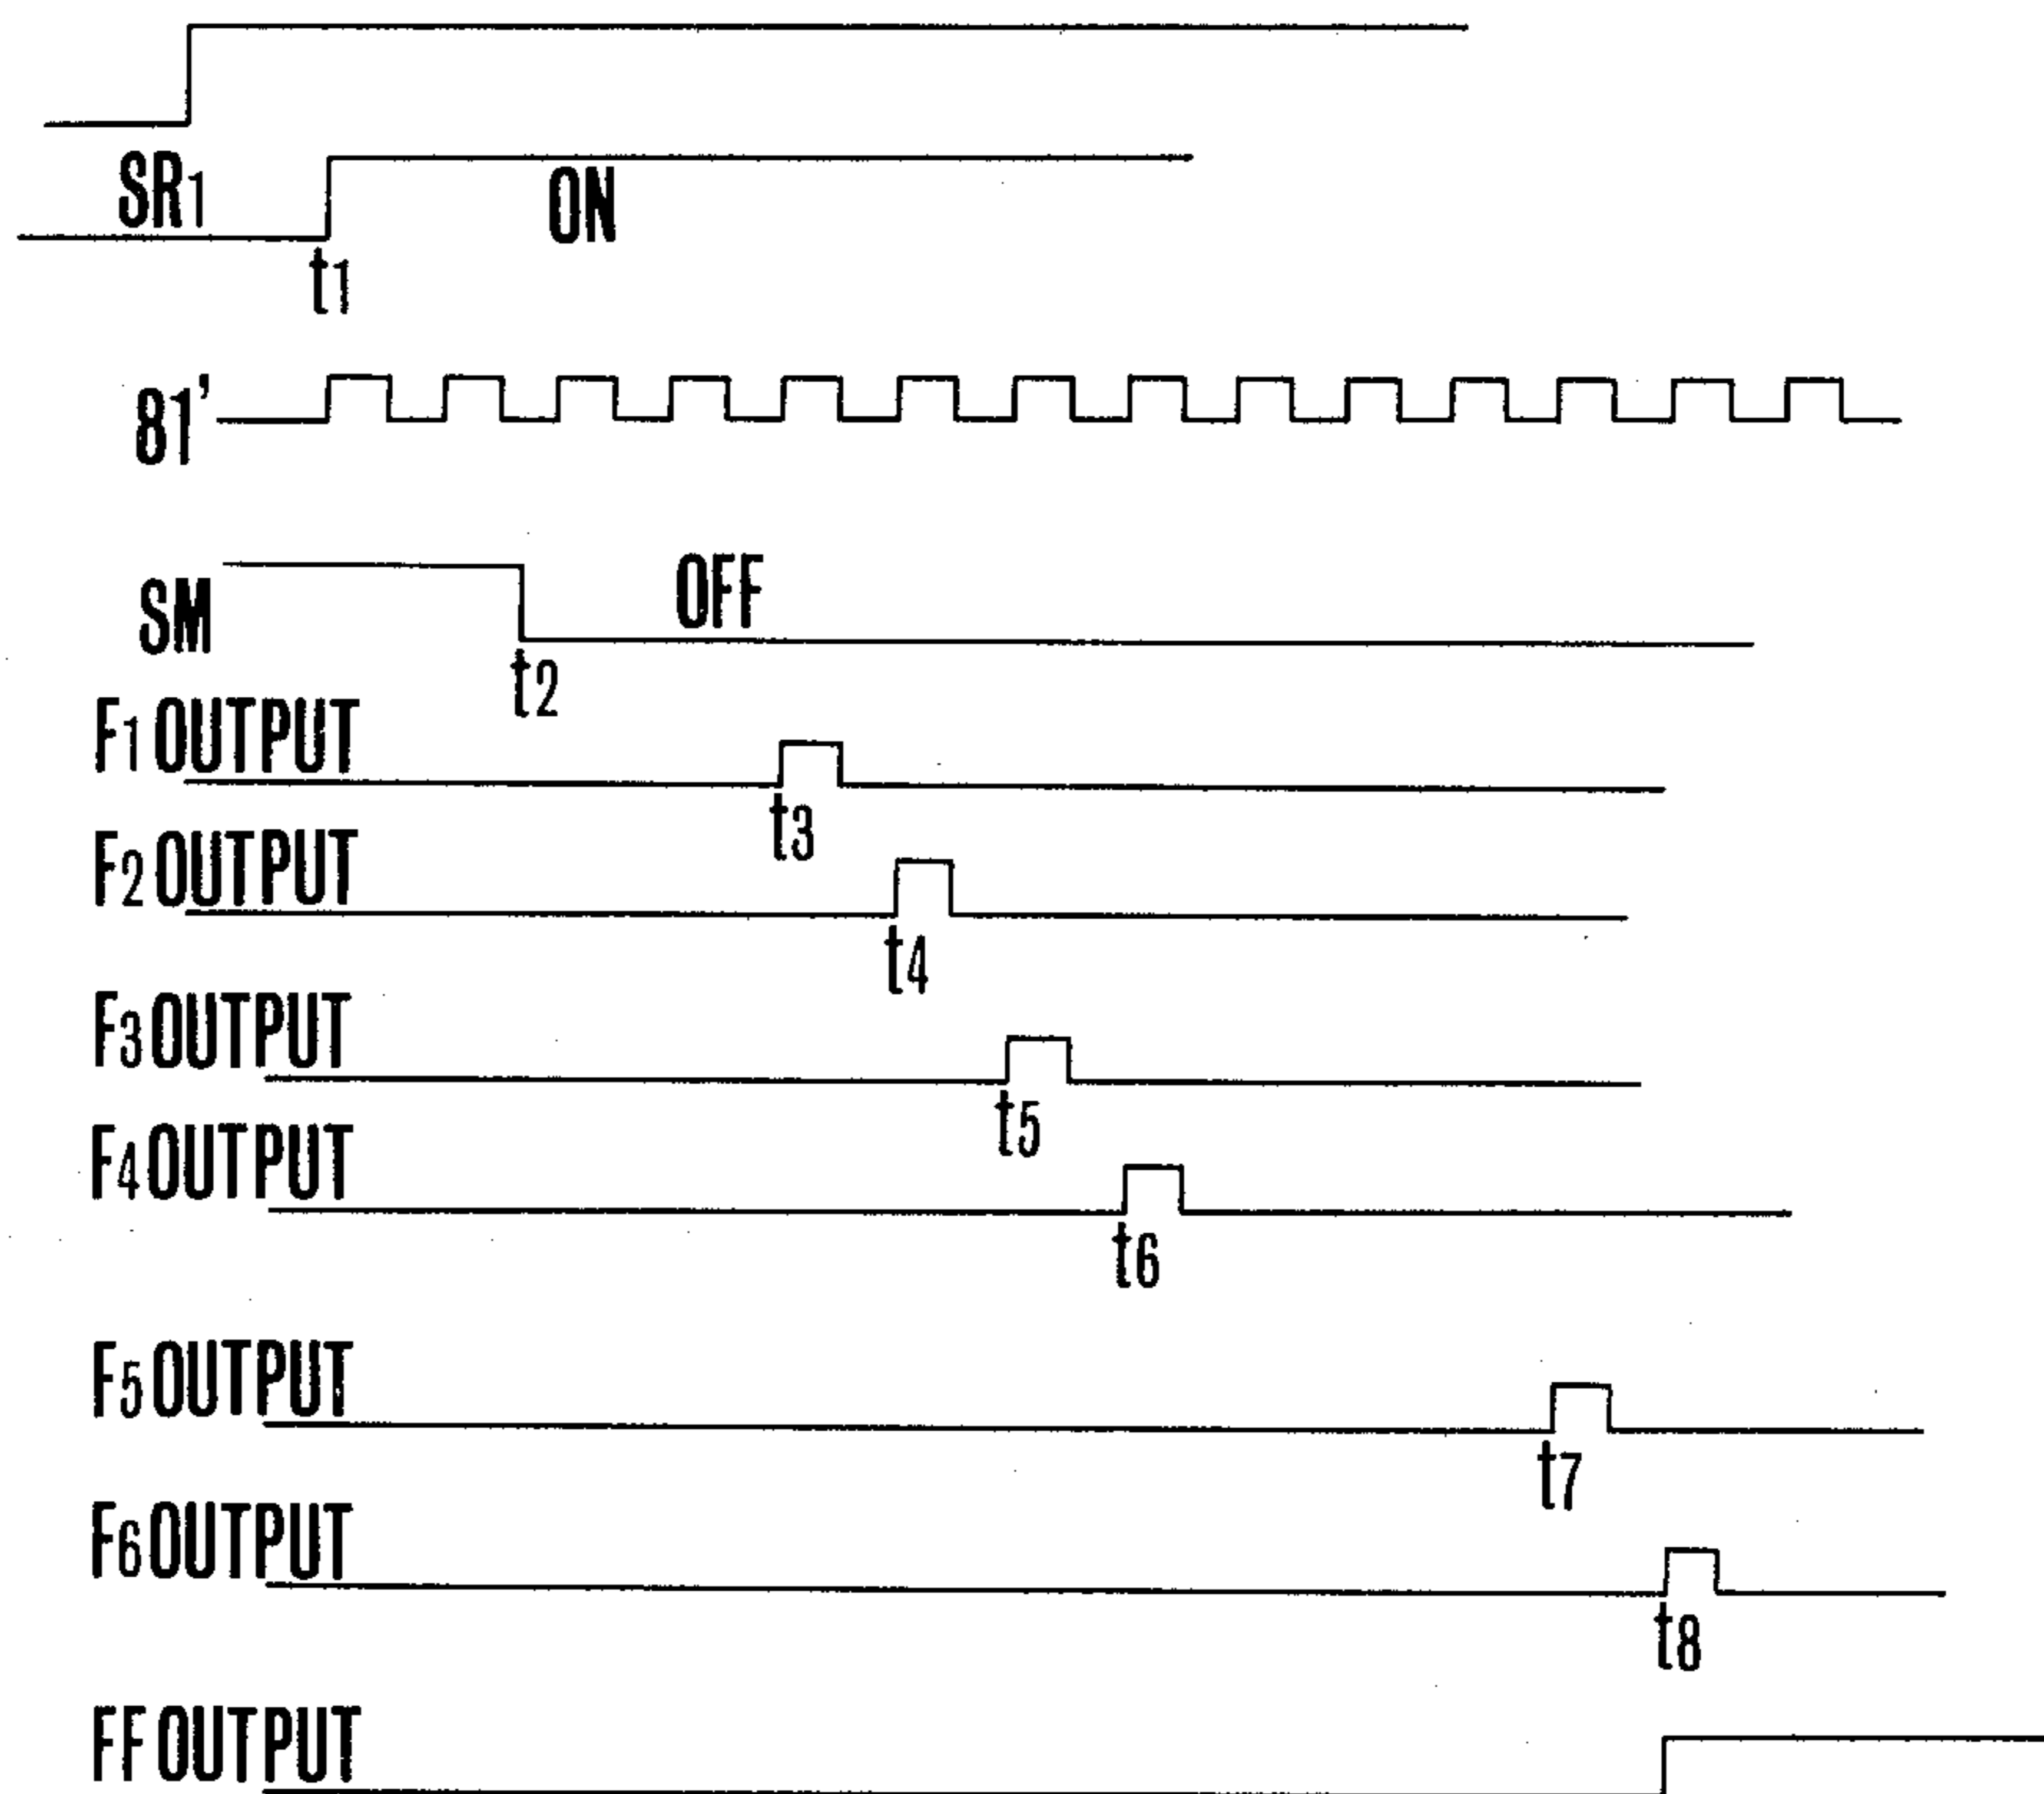 SR1
ON
t1
81'
SM
OFF
t2
F1 OUTPUT
t3
F2 OUTPUT
t4
F3 OUTPUT
t5
F4 OUTPUT
t6
F5 OUTPUT
t7
F6 OUTPUT
t8
FF OUTPUT